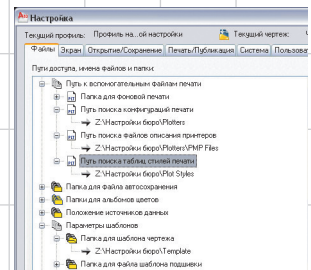 Настройка
Текущий профиль: Профиль на...ой настройки Текущий чертеж:
Файлы Экран Открытие/Сохранение Печать/Публикация Система Пользова
Пути доступа, имена файлов и папки:
Путь к вспомогательным файлам печати
Папка для фоновой печати
Путь поиска конфигураций печати
Z:\Настройки бюро\Plotters
Путь поиска файлов описания принтеров
Z:\Настройки бюро\Plotters\PMP Files
Путь поиска таблиц стилей печати
Z:\Настройки бюро\Plot Styles
Папка для файла автосохранения
Папки для альбомов цветов
Положение источников данных
Параметры шаблонов
Папка для шаблона чертежа
Z:\Настройки бюро\Template
Папка для файла шаблона подшивки